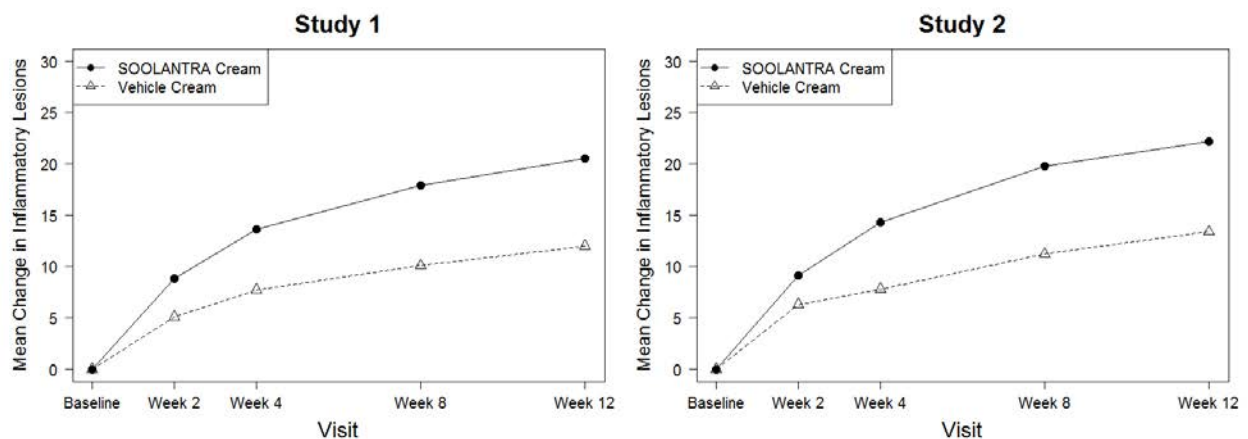 Study 1
Mean Change in Inflammatory Lesions
30
25
20
15
10
5
0
SOOLANTRA Cream
Vehicle Cream
Baseline Week 2 Week 4 Week 8 Week 12
Visit
Study 2
Mean Change in Inflammatory Lesions
30
25
20
15
10
5
0
SOOLANTRA Cream
Vehicle Cream
Baseline Week 2 Week 4 Week 8 Week 12
Visit